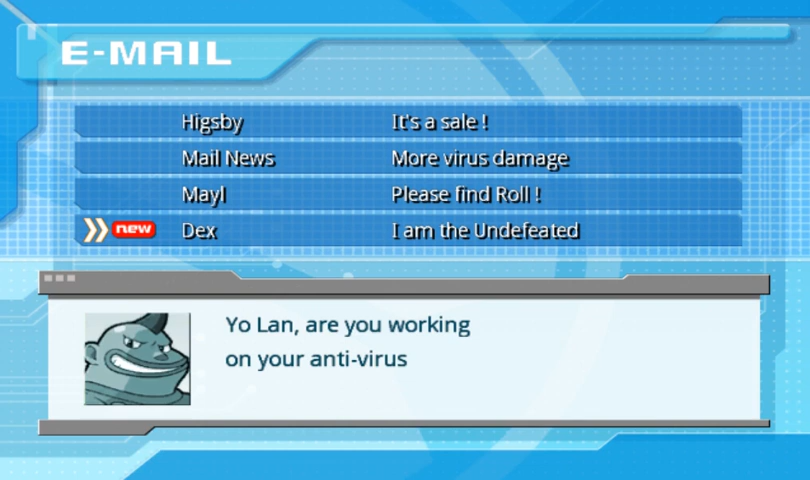 E-MAIL
Higsby It's a sale !
Mail News More virus damage
Mayl Please find Roll !
new Dex I am the Undefeated
Yo Lan, are you working
on your anti-virus